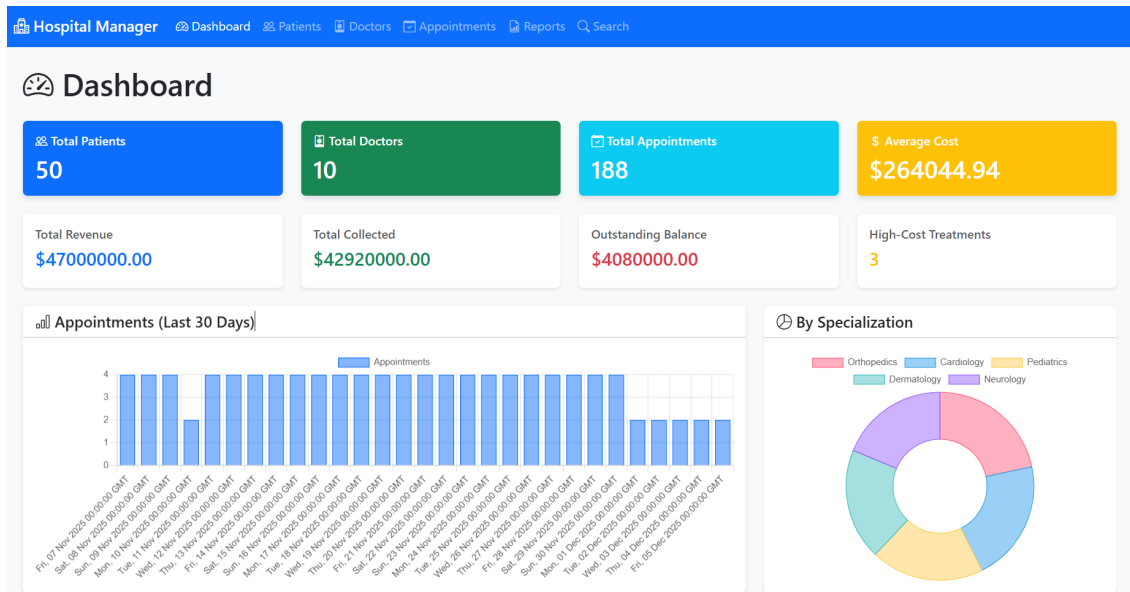 Hospital Manager Dashboard Patients Doctors Appointments Reports Search
Dashboard
Total Patients
50
Total Doctors
10
Total Appointments
188
$ Average Cost
$264044.94
Total Revenue
$47000000.00
Total Collected
$42920000.00
Outstanding Balance
$4080000.00
High-Cost Treatments
3
Appointments (Last 30 Days)
Appointments
4
3
2
1
0
Fri, 07 Nov 2025 00:00:00 GMT
Sat, 08 Nov 2025 00:00:00 GMT
Sun, 09 Nov 2025 00:00:00 GMT
Mon, 10 Nov 2025 00:00:00 GMT
Tue, 11 Nov 2025 00:00:00 GMT
Wed, 12 Nov 2025 00:00:00 GMT
Thu, 13 Nov 2025 00:00:00 GMT
Fri, 14 Nov 2025 00:00:00 GMT
Sat, 15 Nov 2025 00:00:00 GMT
Sun, 16 Nov 2025 00:00:00 GMT
Mon, 17 Nov 2025 00:00:00 GMT
Tue, 18 Nov 2025 00:00:00 GMT
Wed, 19 Nov 2025 00:00:00 GMT
Thu, 20 Nov 2025 00:00:00 GMT
Fri, 21 Nov 2025 00:00:00 GMT
Sat, 22 Nov 2025 00:00:00 GMT
Sun, 23 Nov 2025 00:00:00 GMT
Mon, 24 Nov 2025 00:00:00 GMT
Tue, 25 Nov 2025 00:00:00 GMT
Wed, 26 Nov 2025 00:00:00 GMT
Thu, 27 Nov 2025 00:00:00 GMT
Fri, 28 Nov 2025 00:00:00 GMT
Sat, 29 Nov 2025 00:00:00 GMT
Sun, 30 Nov 2025 00:00:00 GMT
Mon, 01 Dec 2025 00:00:00 GMT
Tue, 02 Dec 2025 00:00:00 GMT
Wed, 03 Dec 2025 00:00:00 GMT
Thu, 04 Dec 2025 00:00:00 GMT
Fri, 05 Dec 2025 00:00:00 GMT
By Specialization
Orthopedics Cardiology Pediatrics
Dermatology Neurology